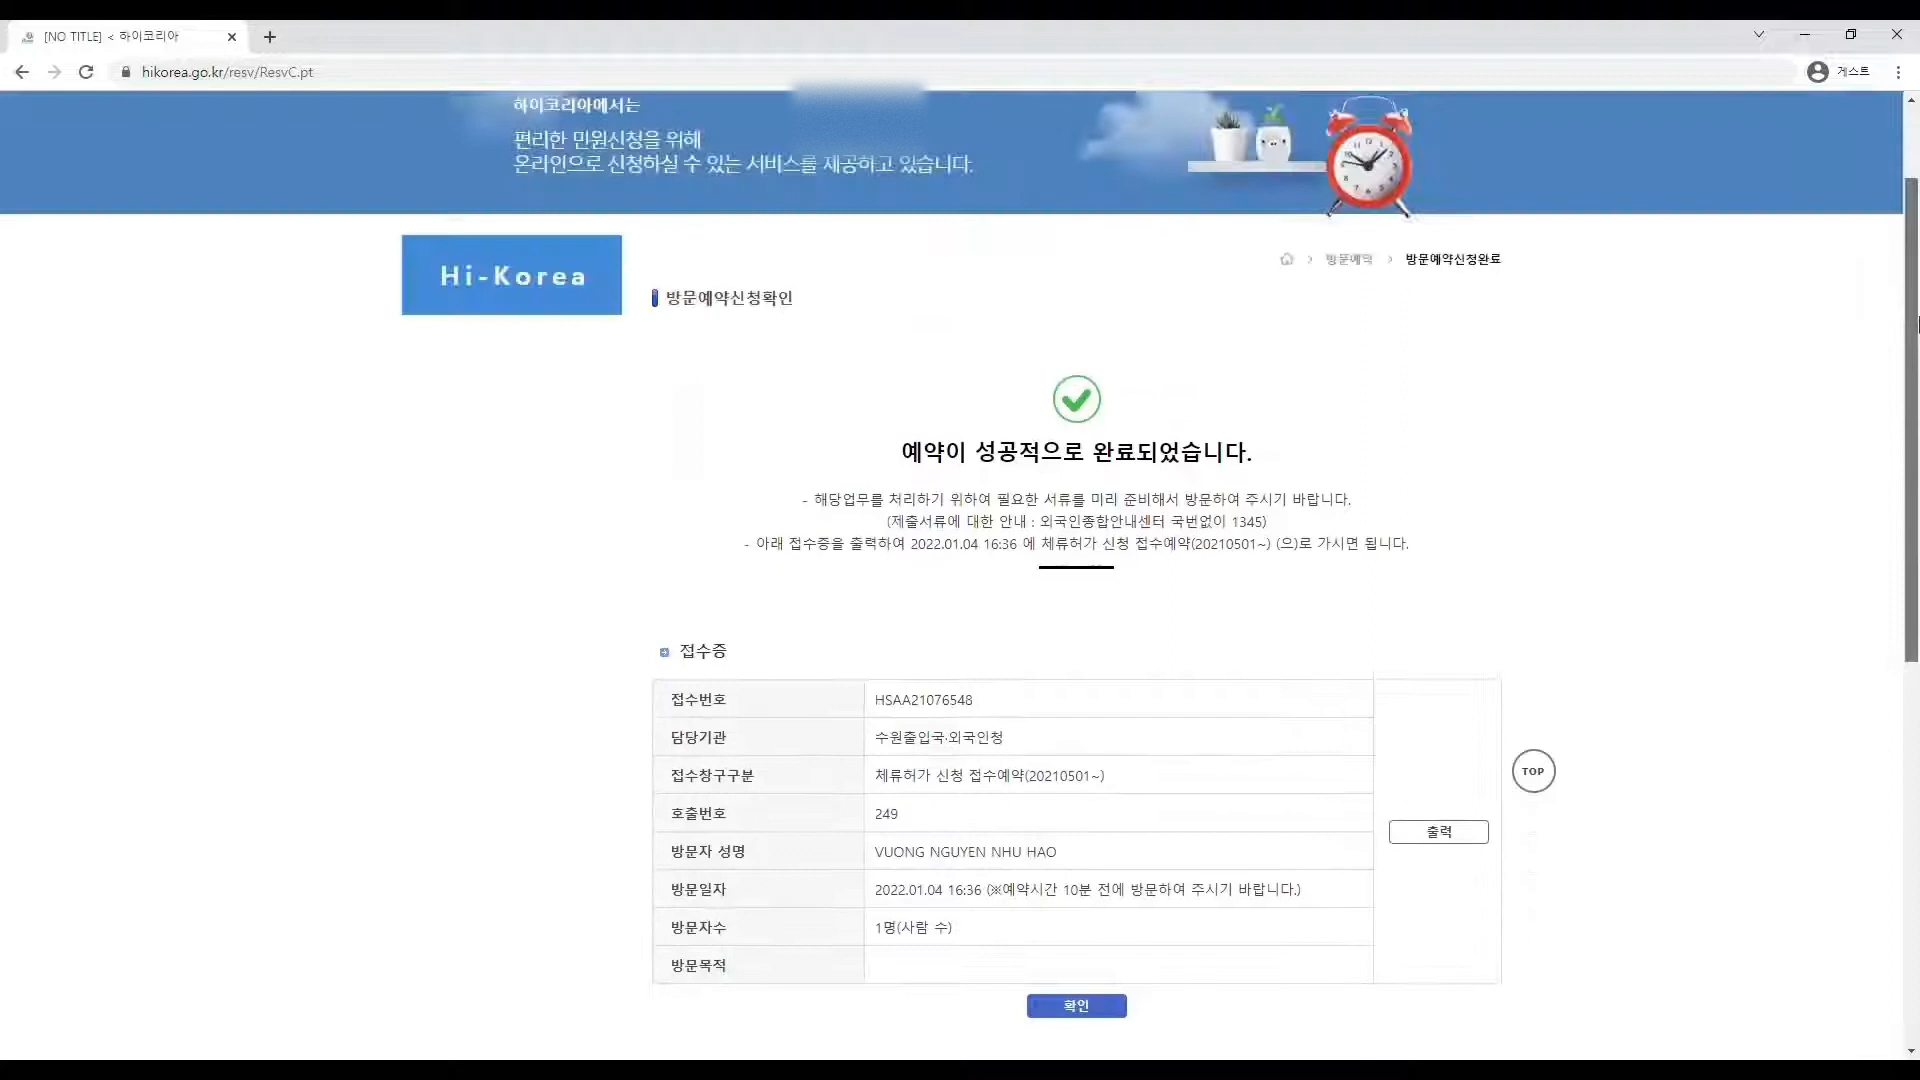 [NO TITLE] < 하이코리아
hikorea.go.kr/resv/ResvC.pt
게스트
하이코리아에서는
편리한 민원신청을 위해
온라인으로 신청하실 수 있는 서비스를 제공하고 있습니다.
Hi-Korea
방문예약 > 방문예약신청완료
방문예약신청확인
예약이 성공적으로 완료되었습니다.
- 해당업무를 처리하기 위하여 필요한 서류를 미리 준비해서 방문하여 주시기 바랍니다.
(제출서류에 대한 안내 : 외국인종합안내센터 국번없이 1345)
- 아래 접수증을 출력하여 2022.01.04 16:36 에 체류허가 신청 접수예약(20210501~) (으)로 가시면 됩니다.
접수증
접수번호 HSAA21076548
담당기관 수원출입국·외국인청
접수창구구분 체류허가 신청 접수예약(20210501~)
호출번호 249
방문자 성명 VUONG NGUYEN NHU HAO
방문일자 2022.01.04 16:36 (※예약시간 10분 전에 방문하여 주시기 바랍니다.)
방문자수 1명(사람 수)
방문목적
출력
TOP
확인